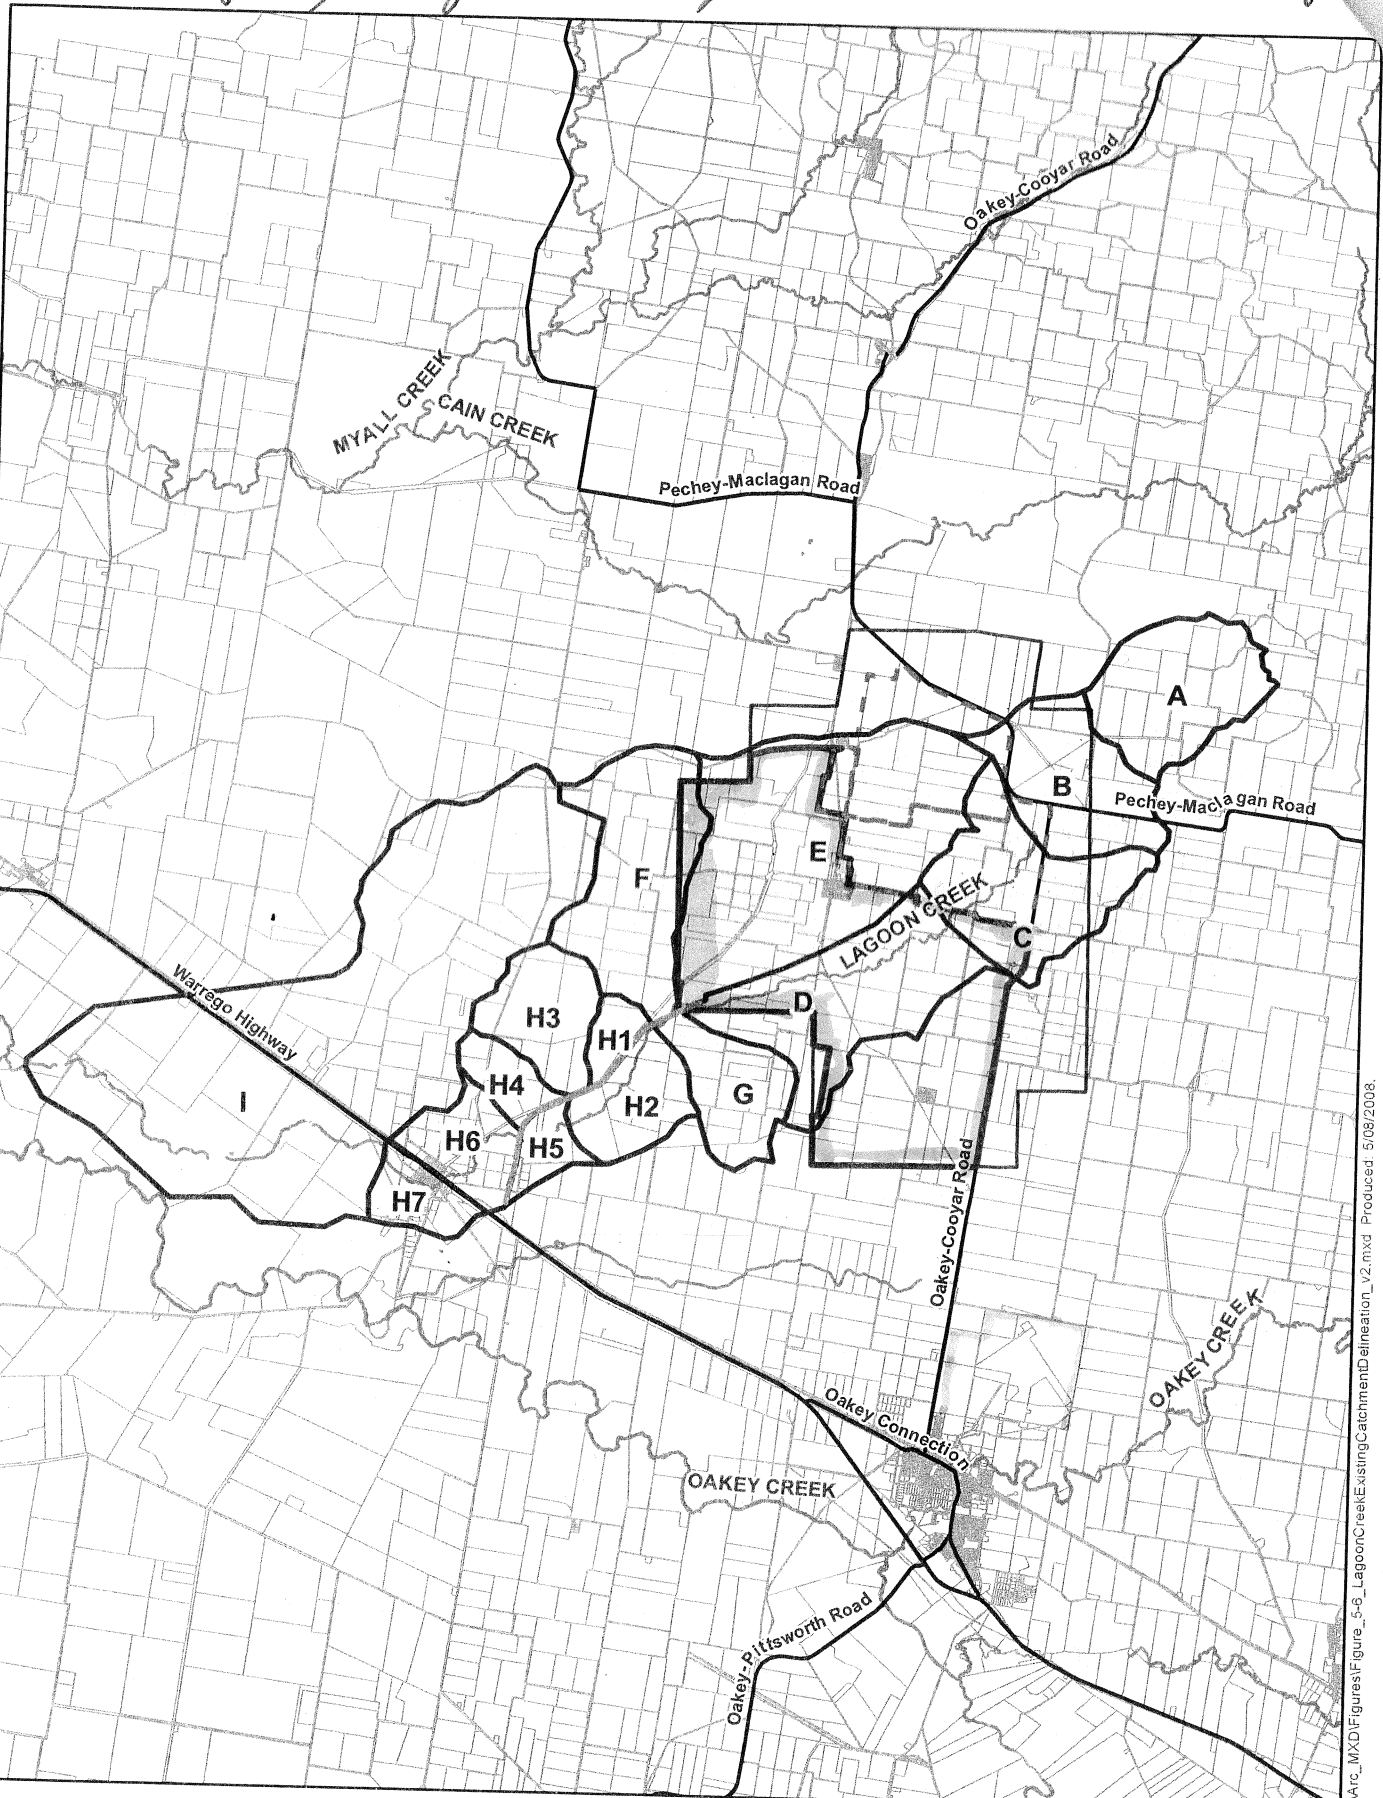 Oakey-Cooyar Road
MYALL CREEK
CAIN CREEK
Pechey-Maclagan Road
A
B
Pechey-Maclagan Road
E
F
LAGOON CREEK
C
Warrego Highway
D
H3
H1
H4
G
I
H2
H6
H5
H7
Oakey-Cooyar Road
OAKEY CREEK
Oakey Connection
OAKEY CREEK
Oakey-Pittsworth Road
\Arc_MXD\Figures\Figure_5-6_LagoonCreekExistingCatchmentDelineation_v2.mxd Produced: 5/08/2008.